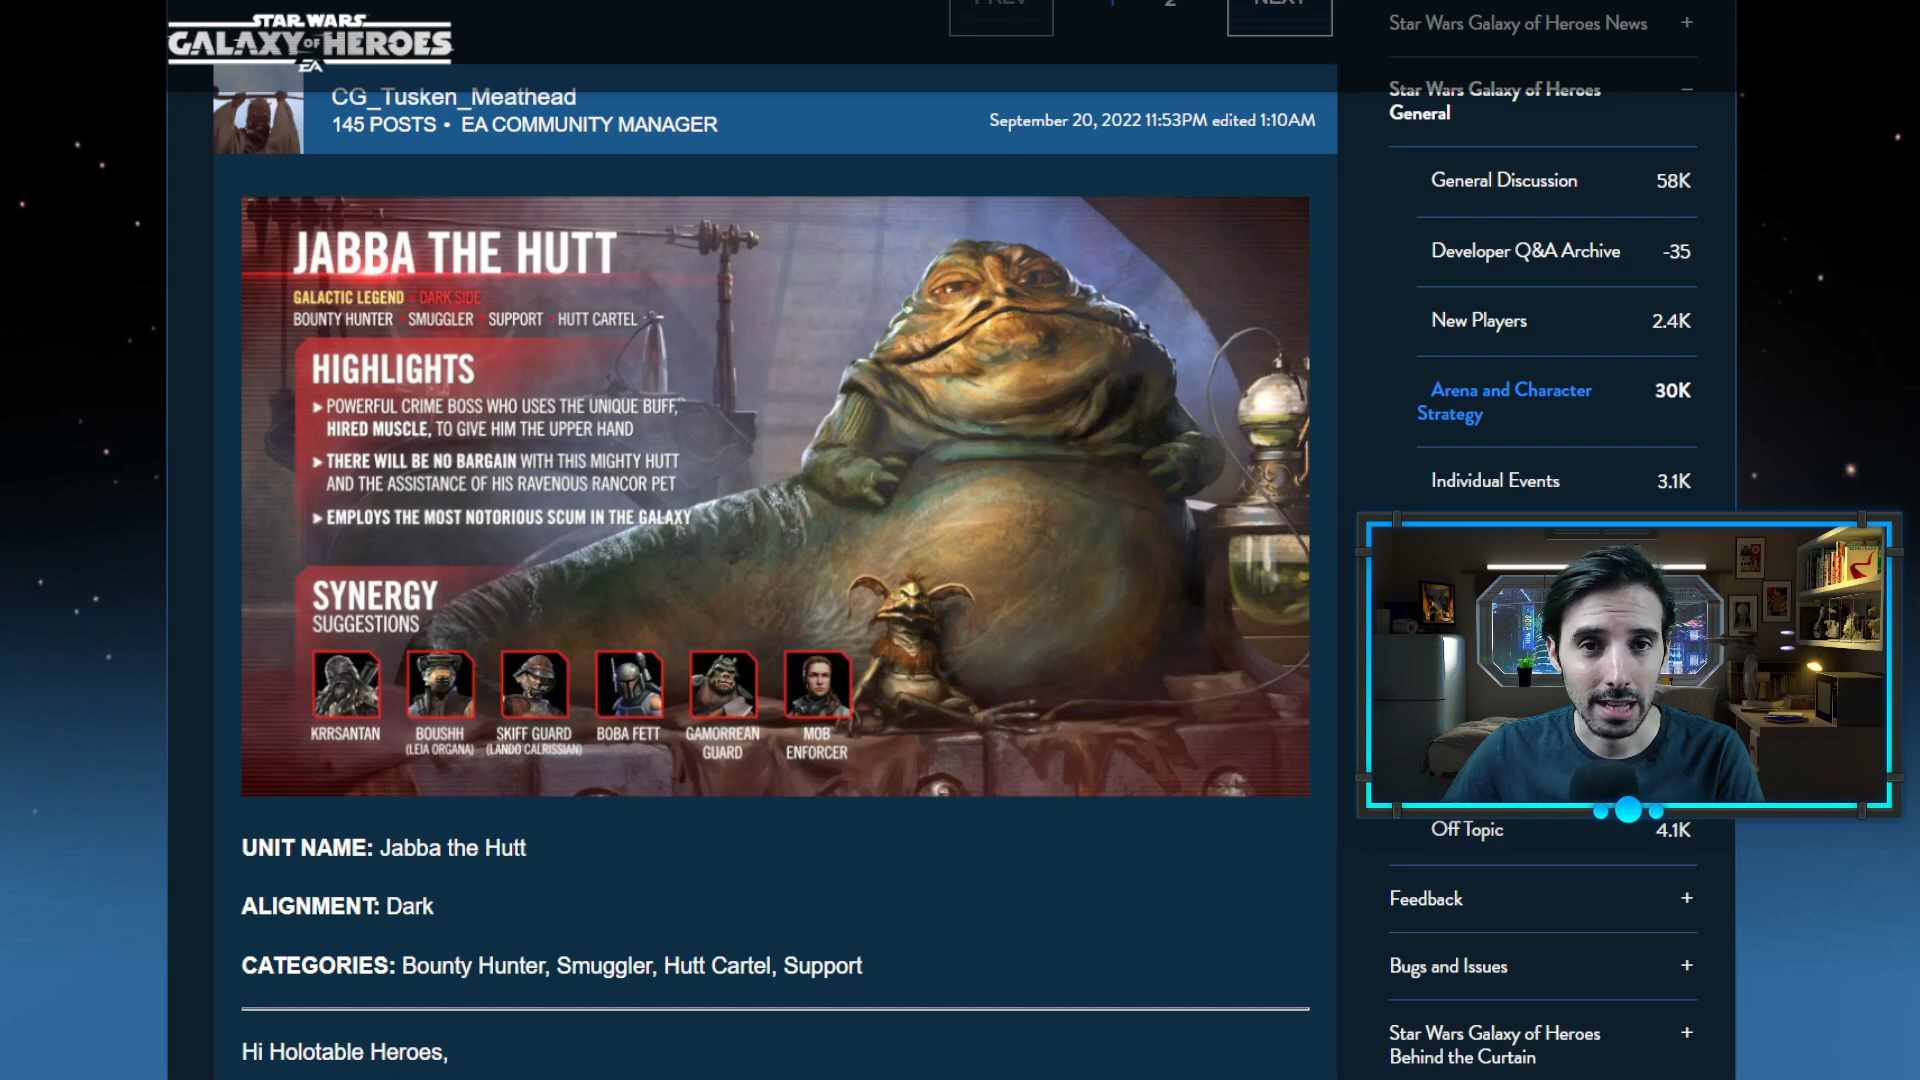 STAR WARS
GALAXY OF HEROES
EA
PREV
1
2
NEXT
CG_Tusken_Meathead
145 POSTS • EA COMMUNITY MANAGER
September 20, 2022 11:53PM edited 1:10AM
JABBA THE HUTT
GALACTIC LEGEND • DARK SIDE
BOUNTY HUNTER • SMUGGLER • SUPPORT • HUTT CARTEL
HIGHLIGHTS
▸ POWERFUL CRIME BOSS WHO USES THE UNIQUE BUFF,
HIRED MUSCLE, TO GIVE HIM THE UPPER HAND
▸ THERE WILL BE NO BARGAIN WITH THIS MIGHTY HUTT
AND THE ASSISTANCE OF HIS RAVENOUS RANCOR PET
▸ EMPLOYS THE MOST NOTORIOUS SCUM IN THE GALAXY
SYNERGY
SUGGESTIONS
KRRSANTAN
BOUSHH
(LEIA ORGANA)
SKIFF GUARD
(LANDO CALRISSIAN)
BOBA FETT
GAMORREAN
GUARD
MOB
ENFORCER
UNIT NAME: Jabba the Hutt
ALIGNMENT: Dark
CATEGORIES: Bounty Hunter, Smuggler, Hutt Cartel, Support
Hi Holotable Heroes,
Star Wars Galaxy of Heroes News +
Star Wars Galaxy of Heroes −
General
General Discussion 58K
Developer Q&A Archive -35
New Players 2.4K
Arena and Character 30K
Strategy
Individual Events 3.1K
Off Topic 4.1K
Feedback +
Bugs and Issues +
Star Wars Galaxy of Heroes +
Behind the Curtain